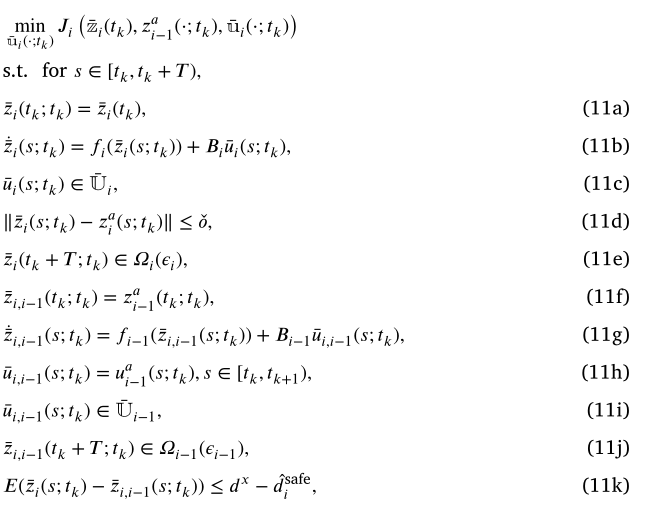 min_{𝕦̄_i(·;t_k)} J_i (𝕫̄_i(t_k), z^a_{i−1}(·;t_k), 𝕦̄_i(·;t_k))
s.t. for s ∈ [t_k, t_k + T),
z̄_i(t_k; t_k) = z̄_i(t_k), (11a)
ż̄_i(s; t_k) = f_i(z̄_i(s; t_k)) + B_i ū_i(s; t_k), (11b)
ū_i(s; t_k) ∈ 𝕌̄_i, (11c)
‖z̄_i(s; t_k) − z^a_i(s; t_k)‖ ≤ ǒ, (11d)
z̄_i(t_k + T; t_k) ∈ Ω_i(ϵ_i), (11e)
z̄_{i,i−1}(t_k; t_k) = z^a_{i−1}(t_k; t_k), (11f)
ż̄_{i,i−1}(s; t_k) = f_{i−1}(z̄_{i,i−1}(s; t_k)) + B_{i−1} ū_{i,i−1}(s; t_k), (11g)
ū_{i,i−1}(s; t_k) = u^a_{i−1}(s; t_k), s ∈ [t_k, t_{k+1}), (11h)
ū_{i,i−1}(s; t_k) ∈ 𝕌̄_{i−1}, (11i)
z̄_{i,i−1}(t_k + T; t_k) ∈ Ω_{i−1}(ϵ_{i−1}), (11j)
E(z̄_i(s; t_k) − z̄_{i,i−1}(s; t_k)) ≤ d^x − d̂^{safe}_i, (11k)